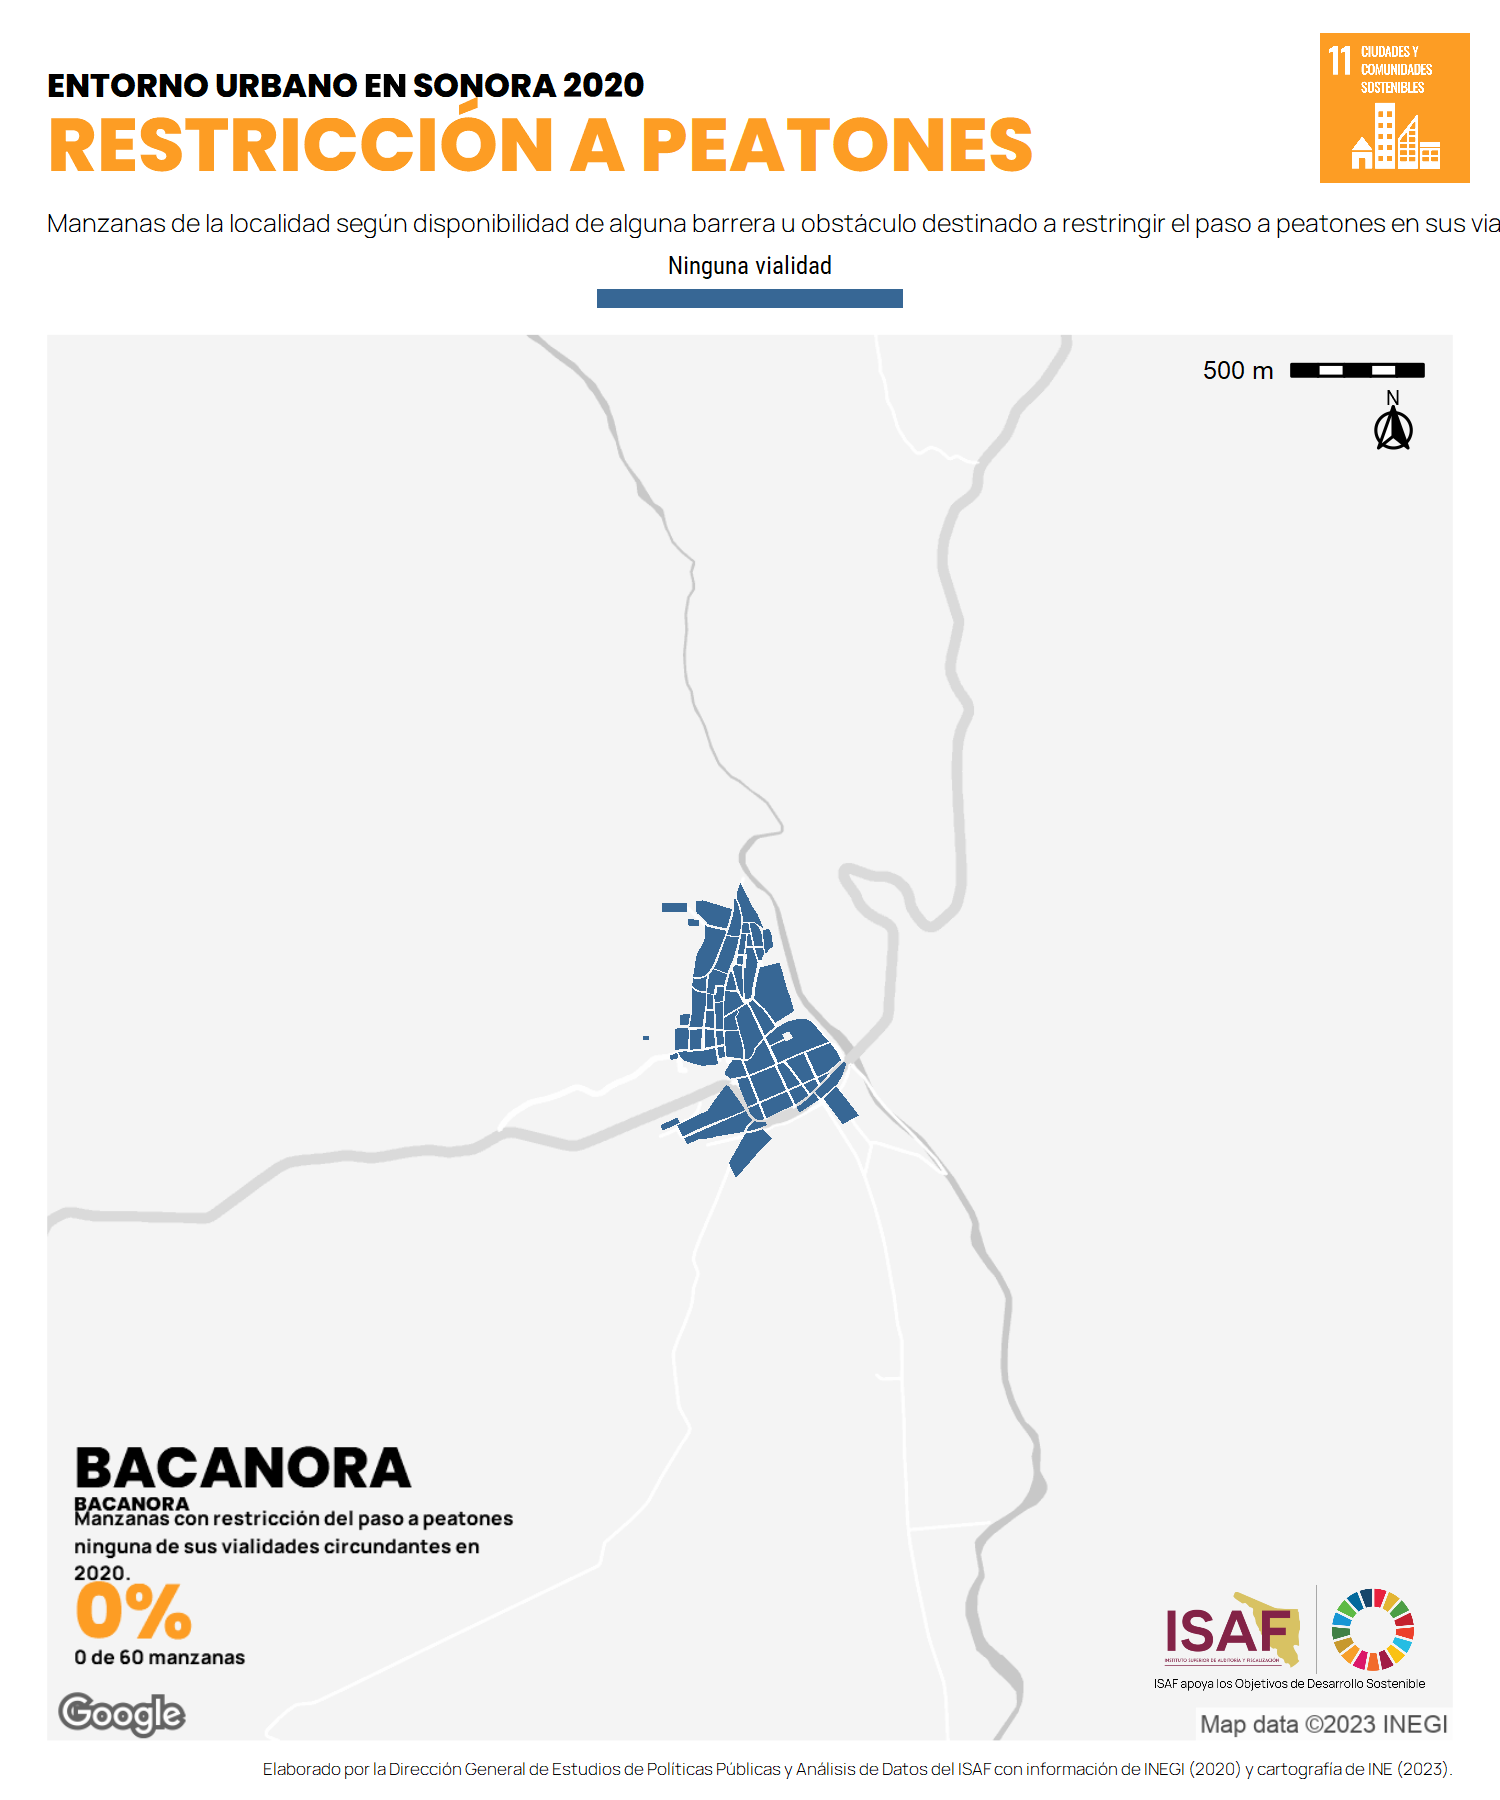 ENTORNO URBANO EN SONORA 2020
RESTRICCIÓN A PEATONES
11 CIUDADES Y
COMUNIDADES
SOSTENIBLES
Manzanas de la localidad según disponibilidad de alguna barrera u obstáculo destinado a restringir el paso a peatones en sus via
Ninguna vialidad
500 m
N
BACANORA
BACANORA
Manzanas con restricción del paso a peatones
ninguna de sus vialidades circundantes en
2020.
0%
0 de 60 manzanas
ISAF
INSTITUTO SUPERIOR DE AUDITORÍA Y FISCALIZACIÓN
ISAF apoya los Objetivos de Desarrollo Sostenible
Google
Map data ©2023 INEGI
Elaborado por la Dirección General de Estudios de Políticas Públicas y Análisis de Datos del ISAF con información de INEGI (2020) y cartografía de INE (2023).